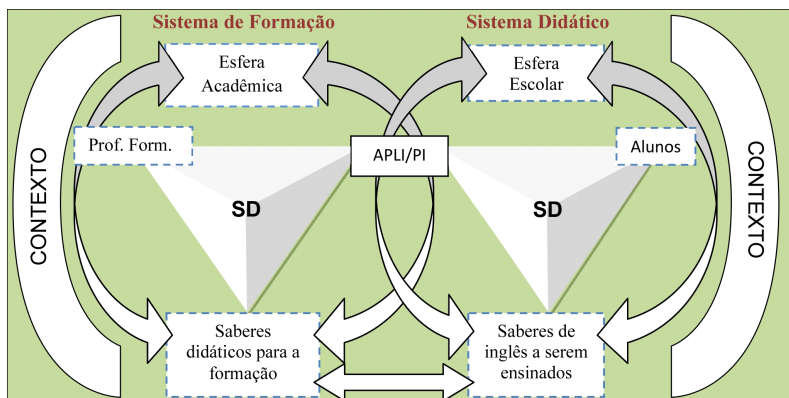 Sistema de Formação
Sistema Didático
Esfera
Acadêmica
Esfera
Escolar
CONTEXTO
Prof. Form.
APLI/PI
Alunos
CONTEXTO
SD
SD
Saberes
didáticos para a
formação
Saberes de
inglês a serem
ensinados